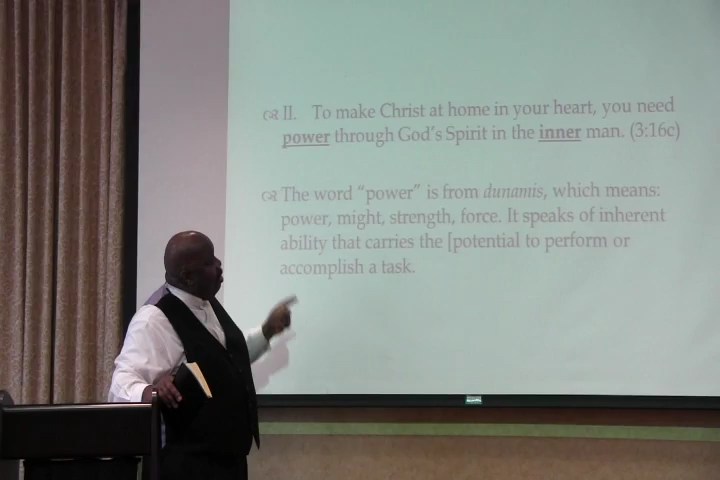 II. To make Christ at home in your heart, you need
power through God's Spirit in the inner man. (3:16c)
The word "power" is from dunamis, which means:
power, might, strength, force. It speaks of inherent
ability that carries the [potential to perform or
accomplish a task.